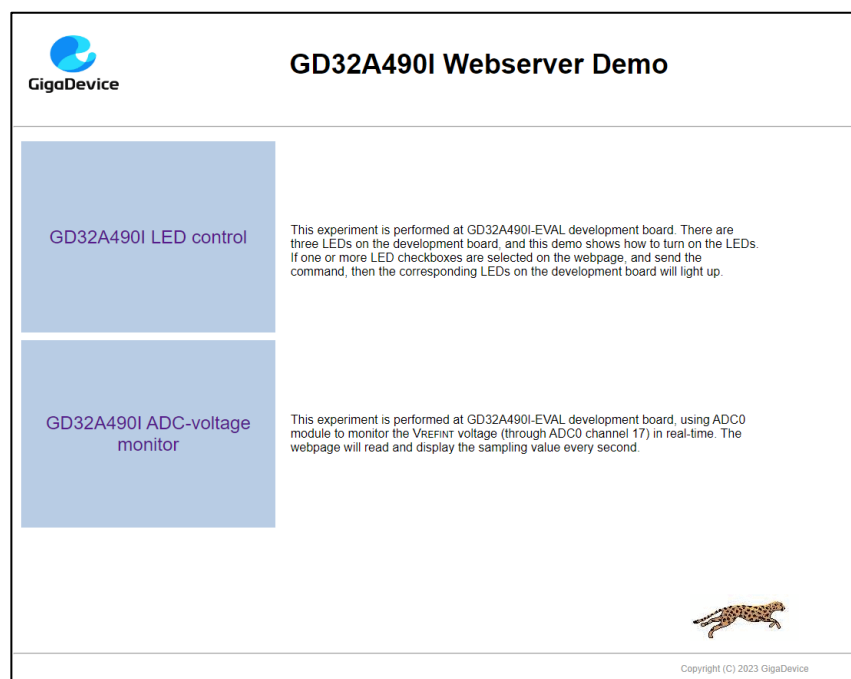 GigaDevice
GD32A490I Webserver Demo
GD32A490I LED control
This experiment is performed at GD32A490I-EVAL development board. There are
three LEDs on the development board, and this demo shows how to turn on the LEDs.
If one or more LED checkboxes are selected on the webpage, and send the
command, then the corresponding LEDs on the development board will light up.
GD32A490I ADC-voltage
monitor
This experiment is performed at GD32A490I-EVAL development board, using ADC0
module to monitor the VREFINT voltage (through ADC0 channel 17) in real-time. The
webpage will read and display the sampling value every second.
Copyright (C) 2023 GigaDevice